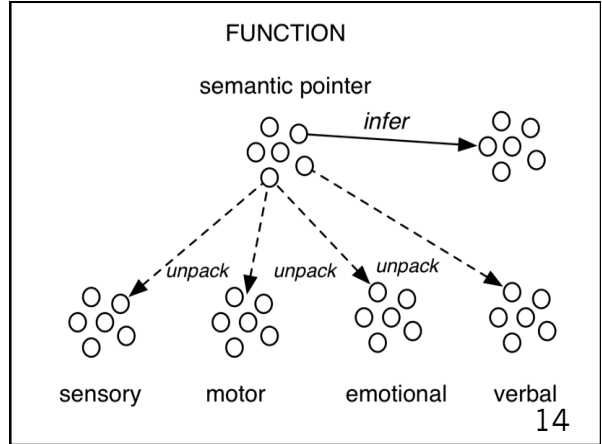 FUNCTION
semantic pointer
infer
unpack unpack unpack
sensory motor emotional verbal
14